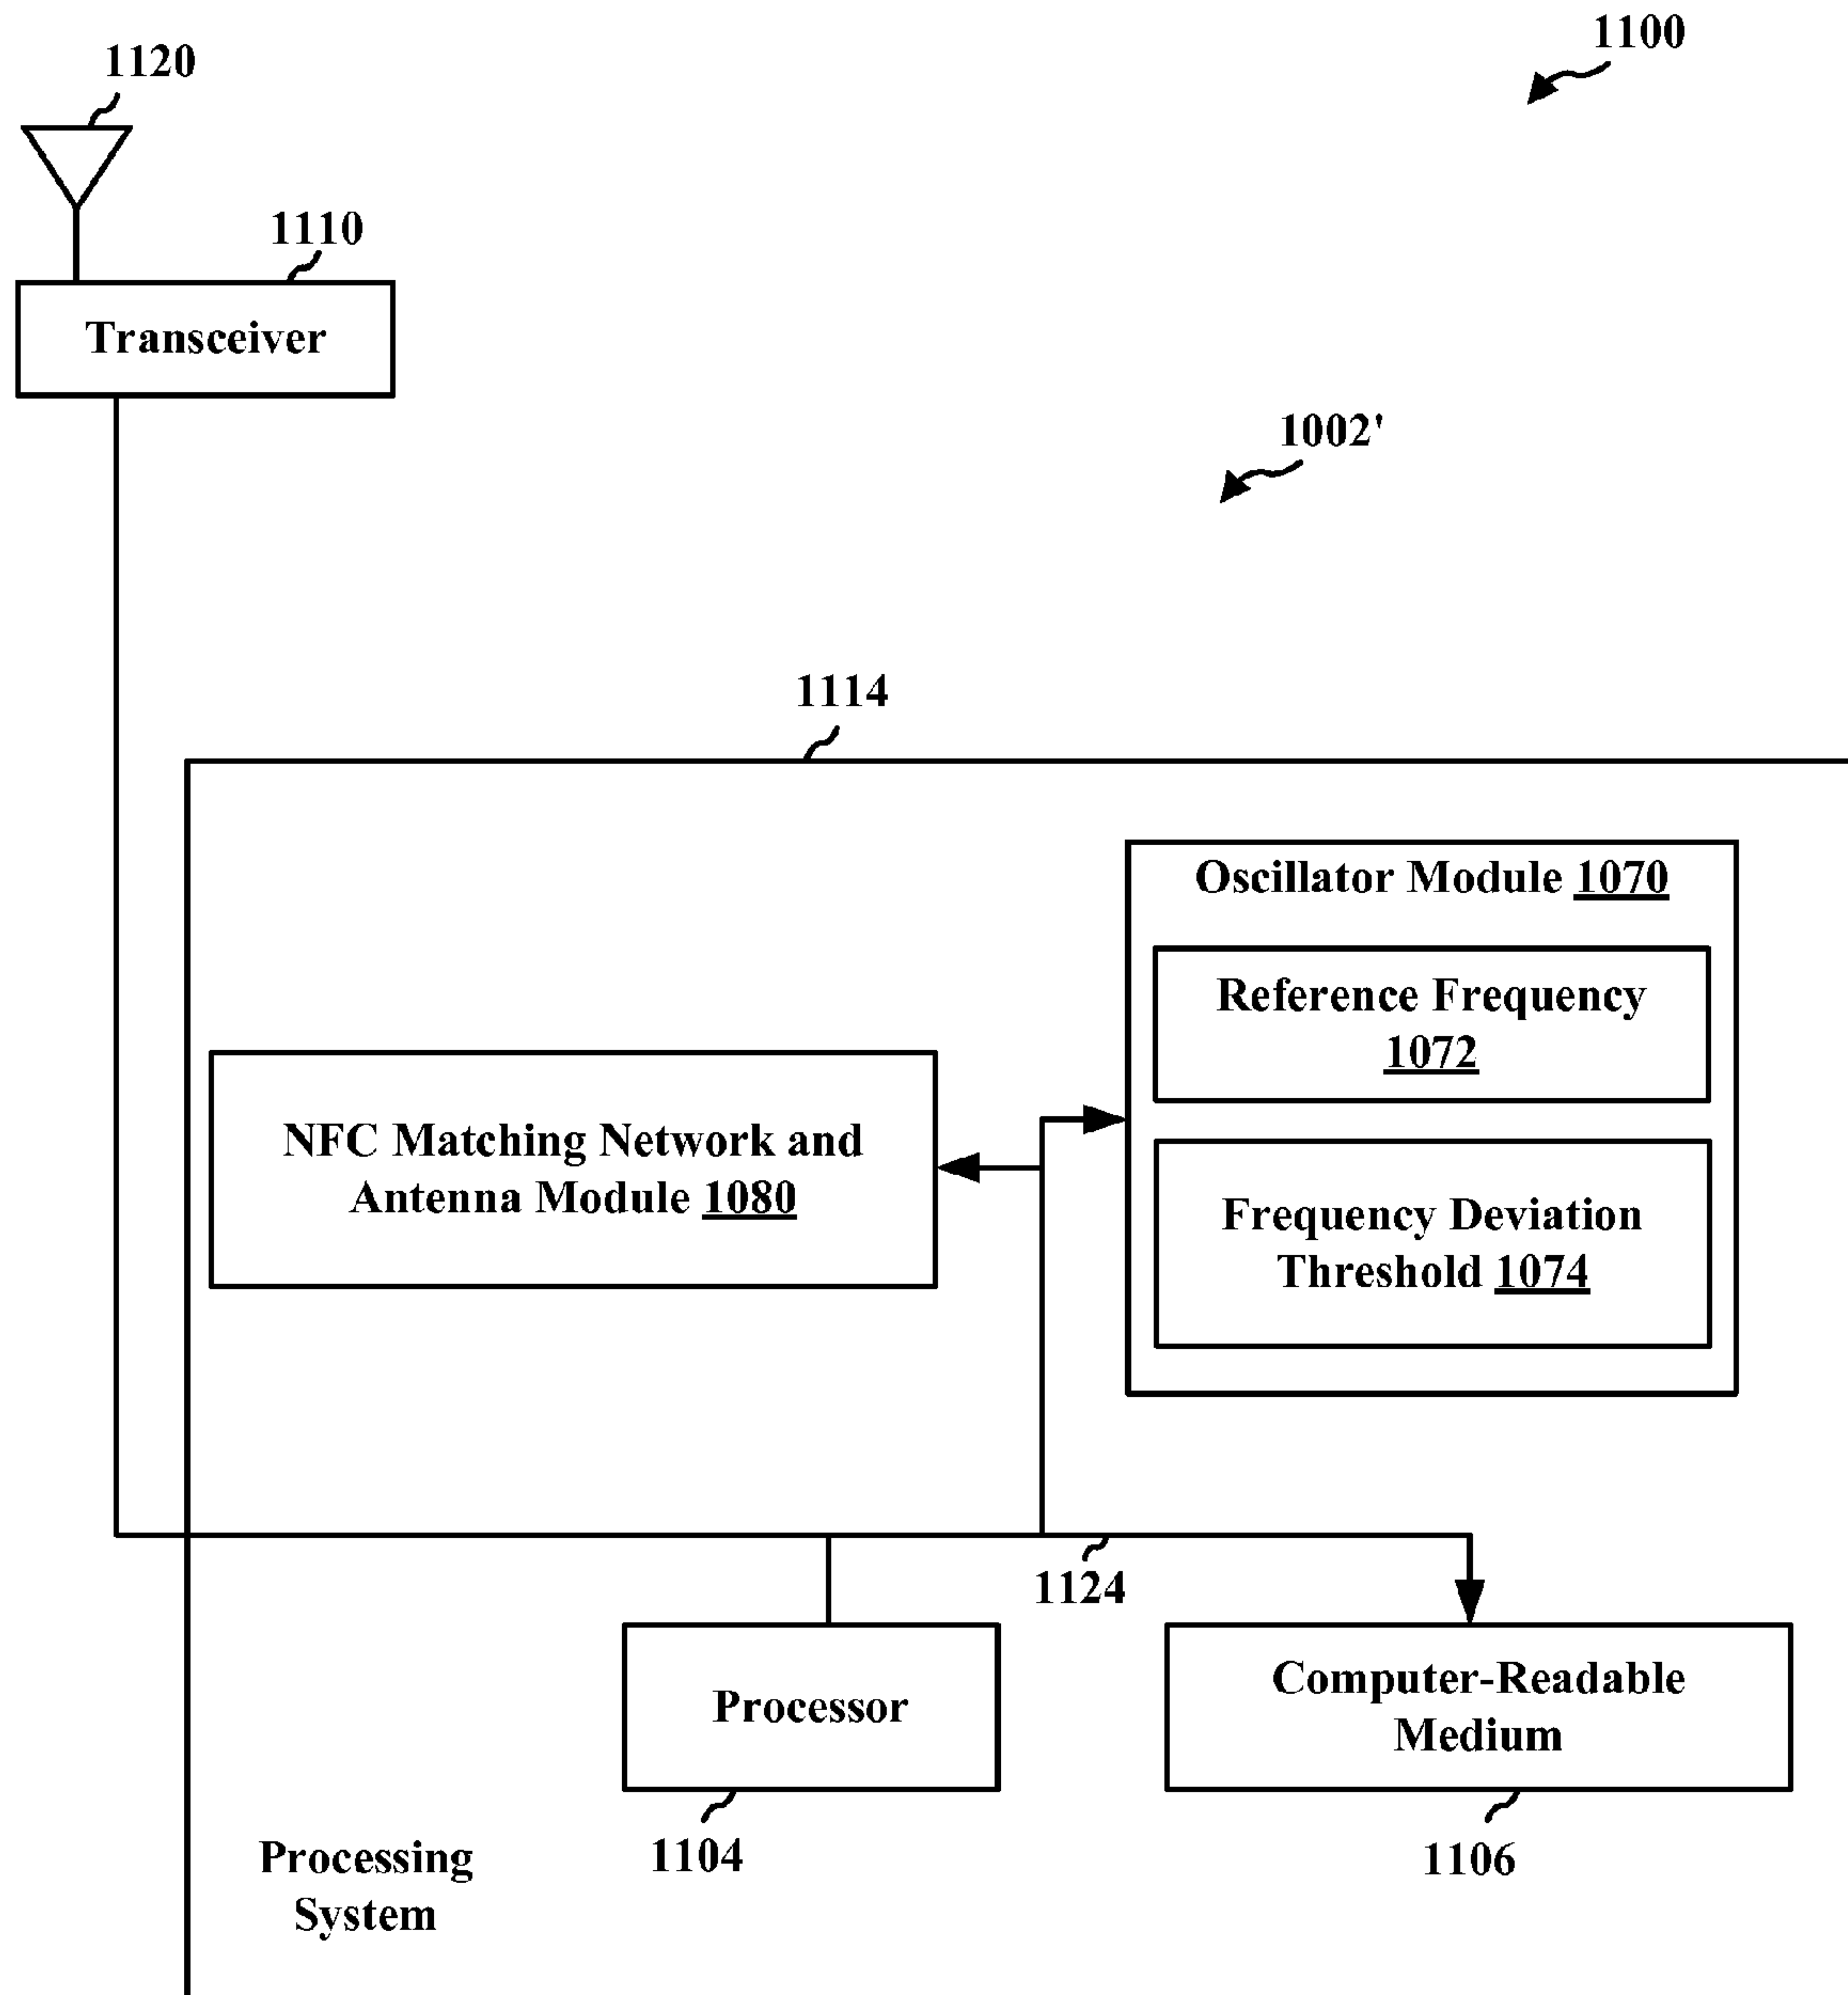 1100
1120
1110
Transceiver
1002'
1114
Oscillator Module 1070
Reference Frequency
1072
NFC Matching Network and
Antenna Module 1080
Frequency Deviation
Threshold 1074
1124
Processor
Computer-Readable
Medium
1104
1106
Processing
System